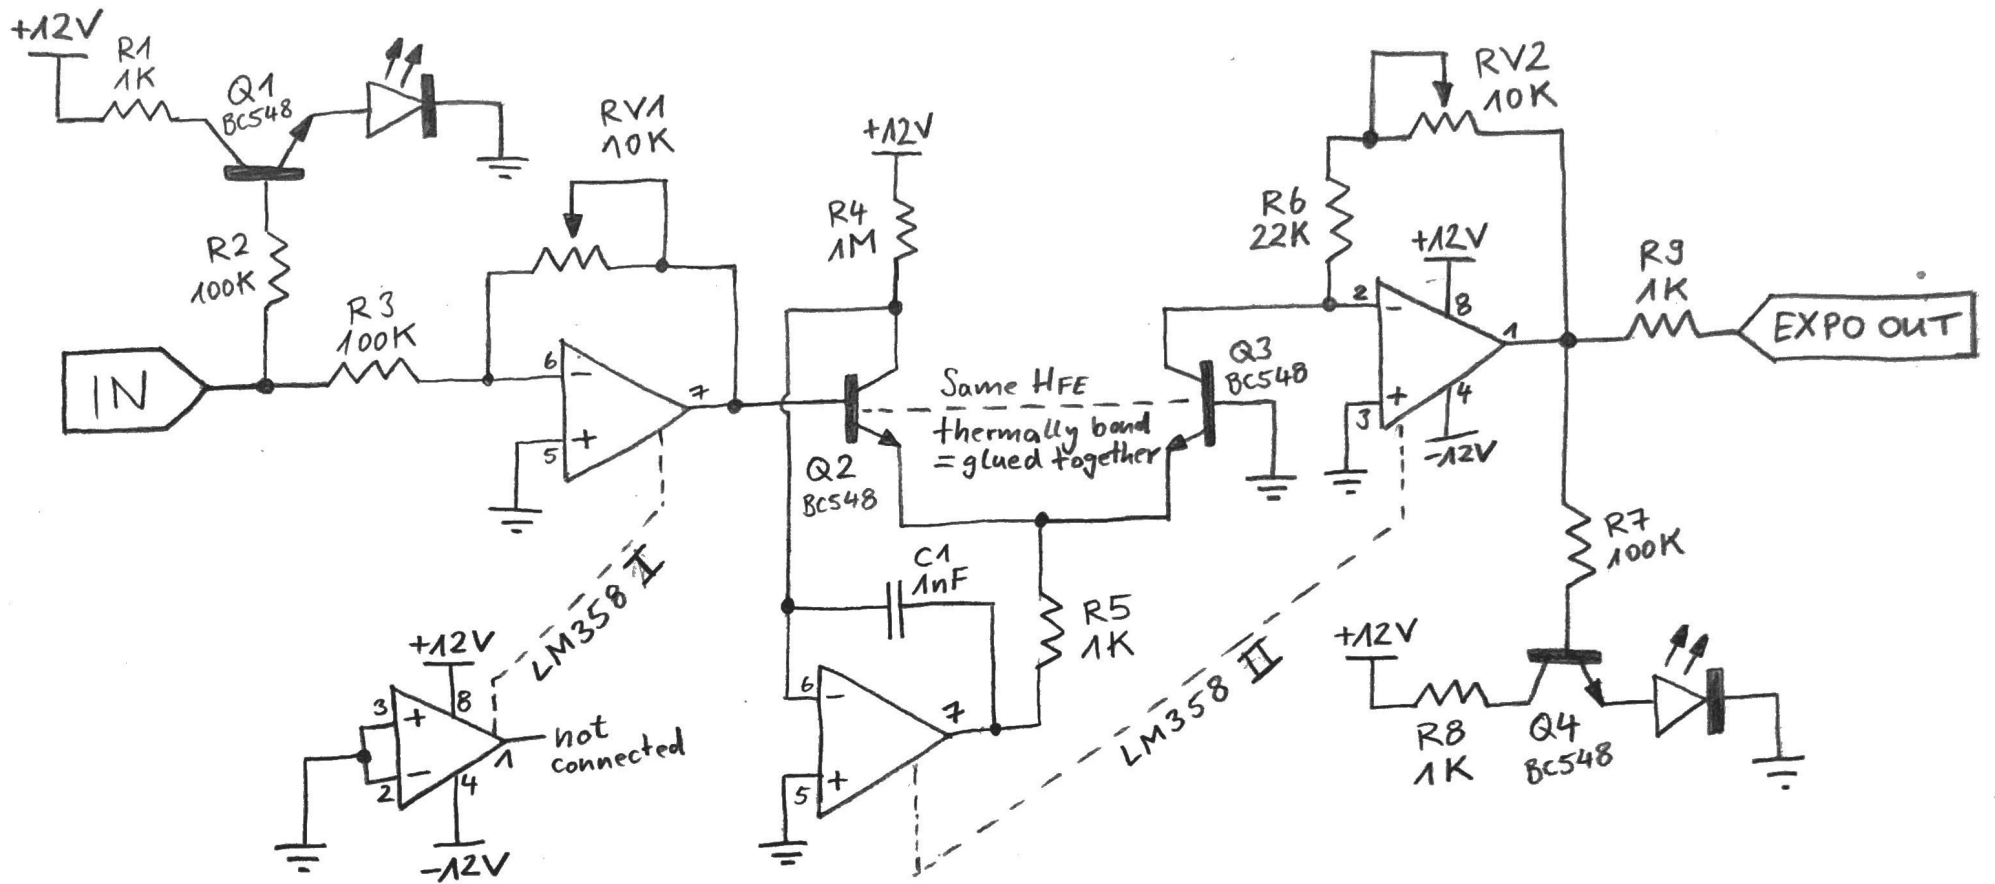 +12V
R1
1K
Q1
BC548
R2
100K
IN
R3
100K
RV1
10K
6
-
+
5
7
LM358 I
+12V
8
3
+
-
2
4
1
-12V
not
connected
+12V
R4
1M
Q2
BC548
Same HFE
thermally bond
= glued together
Q3
BC548
C1
1nF
R5
1K
6
-
+
5
7
LM358 II
RV2
10K
R6
22K
+12V
8
2
-
+
3
1
4
-12V
R9
1K
EXPO OUT
R7
100K
+12V
R8
1K
Q4
BC548